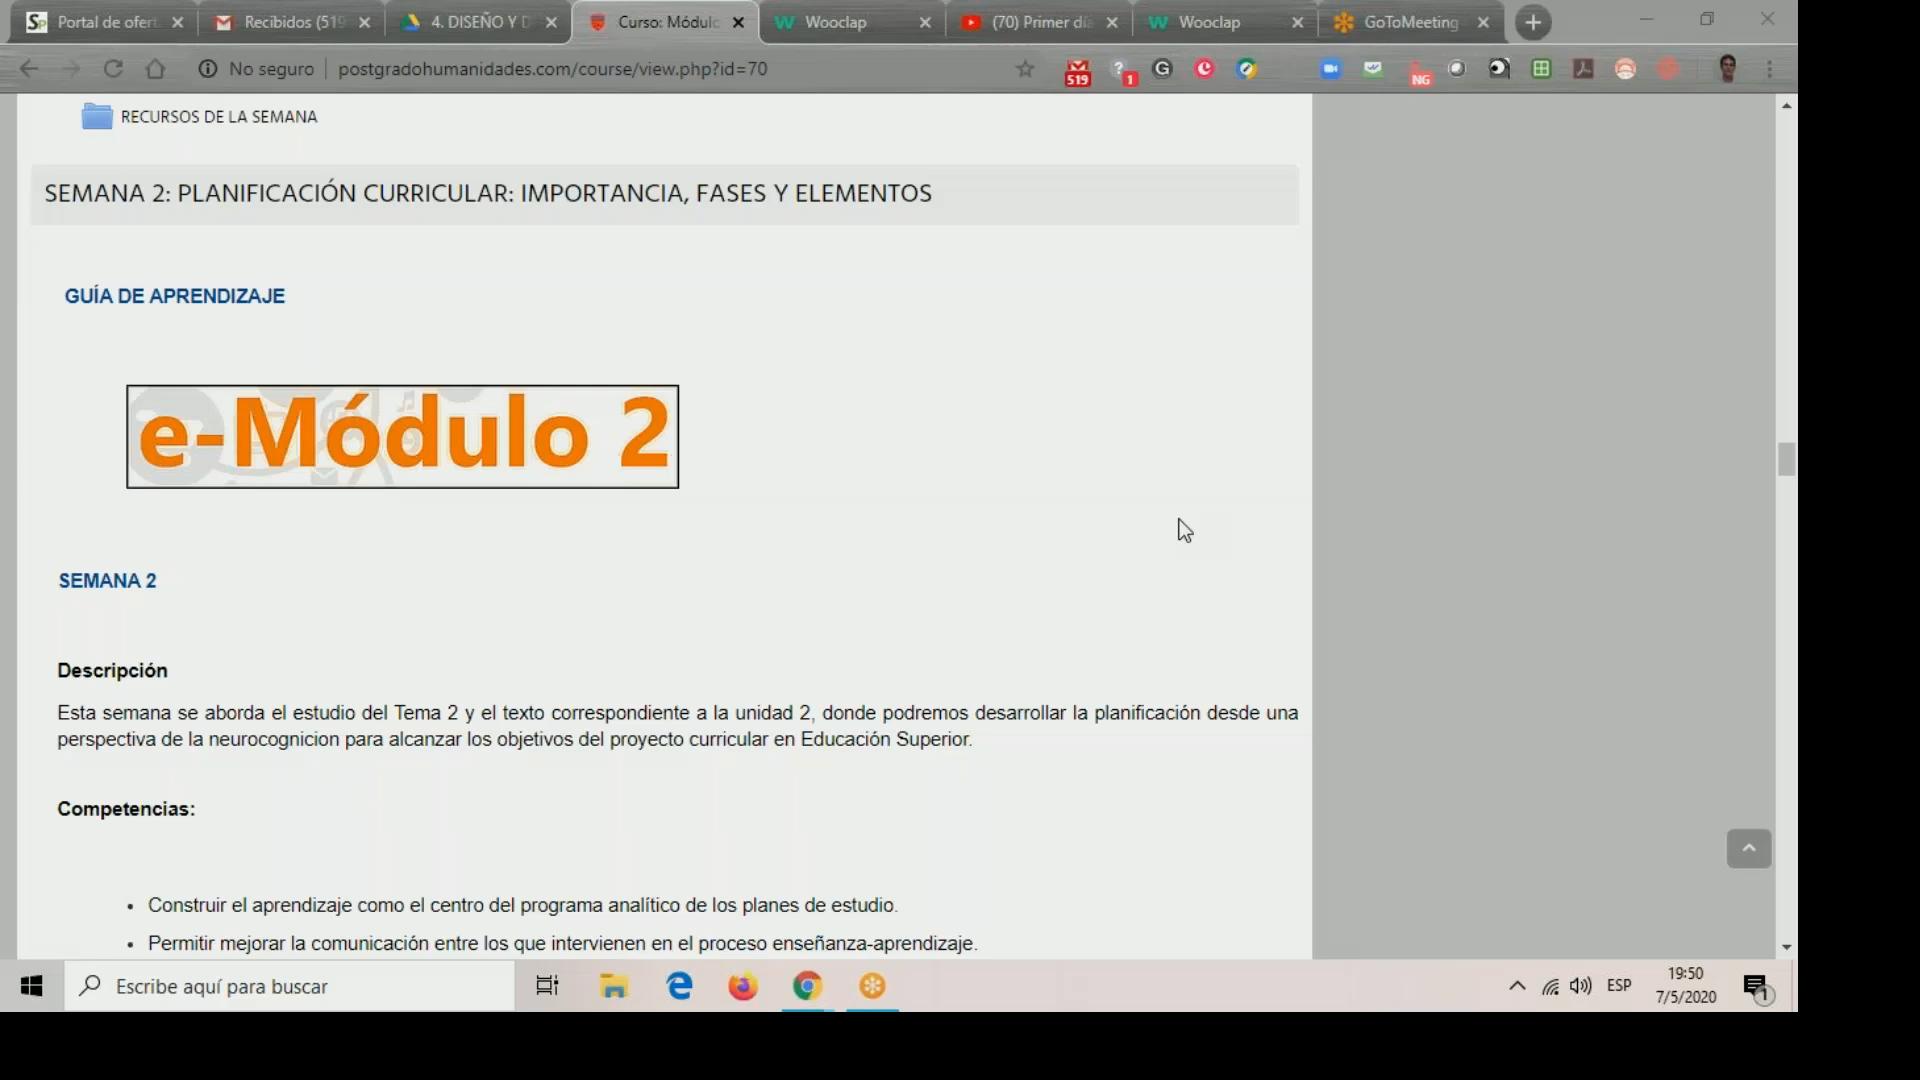 Portal de ofert
Recibidos (519
4. DISEÑO Y D
Curso: Módulo
Wooclap
(70) Primer día
Wooclap
GoToMeeting
No seguro
postgradohumanidades.com/course/view.php?id=70
519
1
NG
RECURSOS DE LA SEMANA
SEMANA 2: PLANIFICACIÓN CURRICULAR: IMPORTANCIA, FASES Y ELEMENTOS
GUÍA DE APRENDIZAJE
e-Módulo 2
SEMANA 2
Descripción
Esta semana se aborda el estudio del Tema 2 y el texto correspondiente a la unidad 2, donde podremos desarrollar la planificación desde una
perspectiva de la neurocognicion para alcanzar los objetivos del proyecto curricular en Educación Superior.
Competencias:
• Construir el aprendizaje como el centro del programa analítico de los planes de estudio.
• Permitir mejorar la comunicación entre los que intervienen en el proceso enseñanza-aprendizaje.
Escribe aquí para buscar
ESP
19:50
7/5/2020
1